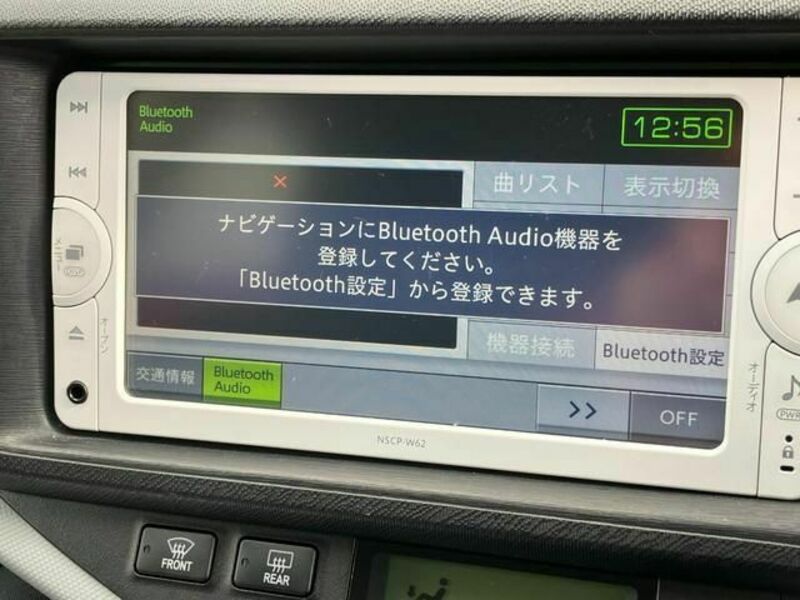 Bluetooth
Audio
12:56
曲リスト
表示切換
ナビゲーションにBluetooth Audio機器を
登録してください。
「Bluetooth設定」から登録できます。
機器接続
Bluetooth設定
交通情報
Bluetooth
Audio
>>
OFF
メニュー
オープン
オーディオ
PWR
NSCP-W62
FRONT
REAR